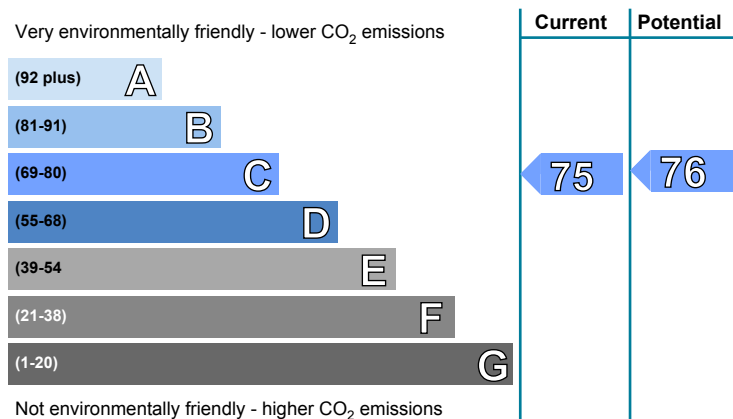 Very environmentally friendly - lower CO2 emissions
Current
Potential
(92 plus) A
(81-91) B
(69-80) C
75
76
(55-68) D
(39-54 E
(21-38) F
(1-20) G
Not environmentally friendly - higher CO2 emissions